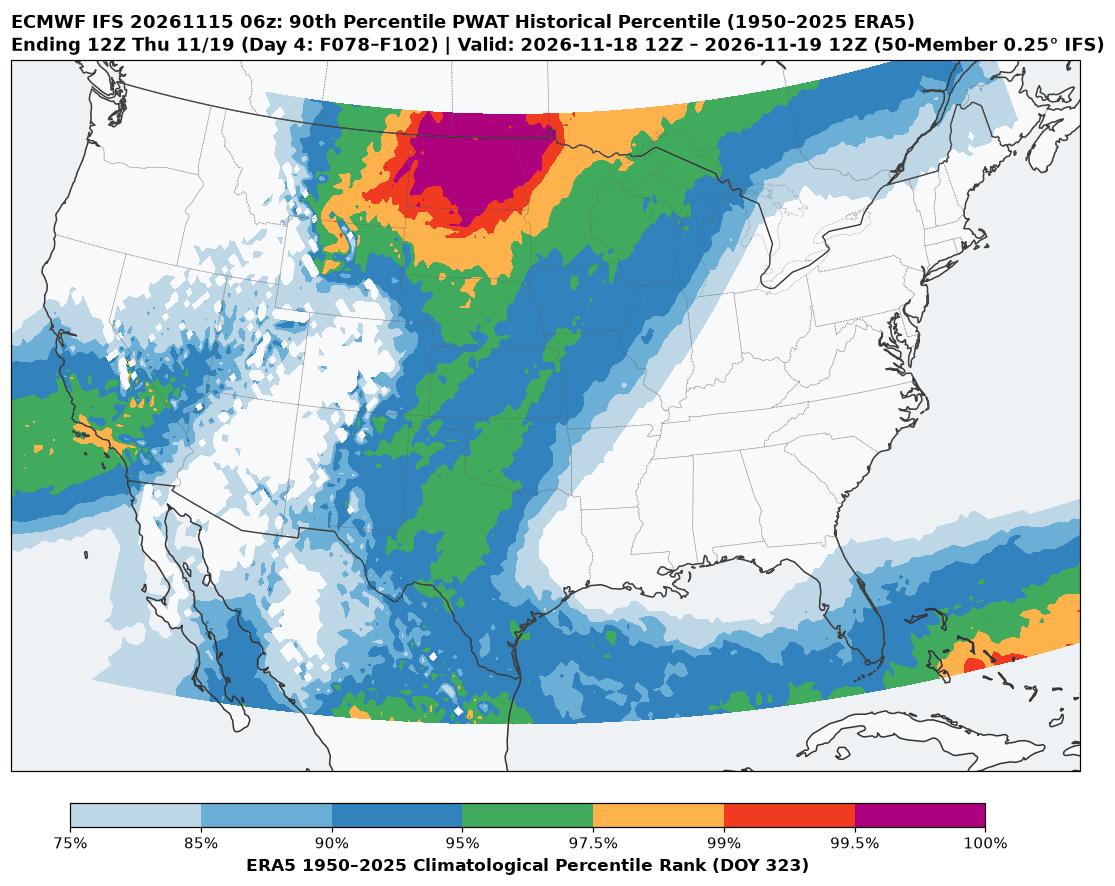 ECMWF IFS 20261115 06z: 90th Percentile PWAT Historical Percentile (1950–2025 ERA5)
Ending 12Z Thu 11/19 (Day 4: F078–F102) | Valid: 2026-11-18 12Z – 2026-11-19 12Z (50-Member 0.25° IFS)
75% 85% 90% 95% 97.5% 99% 99.5% 100%
ERA5 1950–2025 Climatological Percentile Rank (DOY 323)